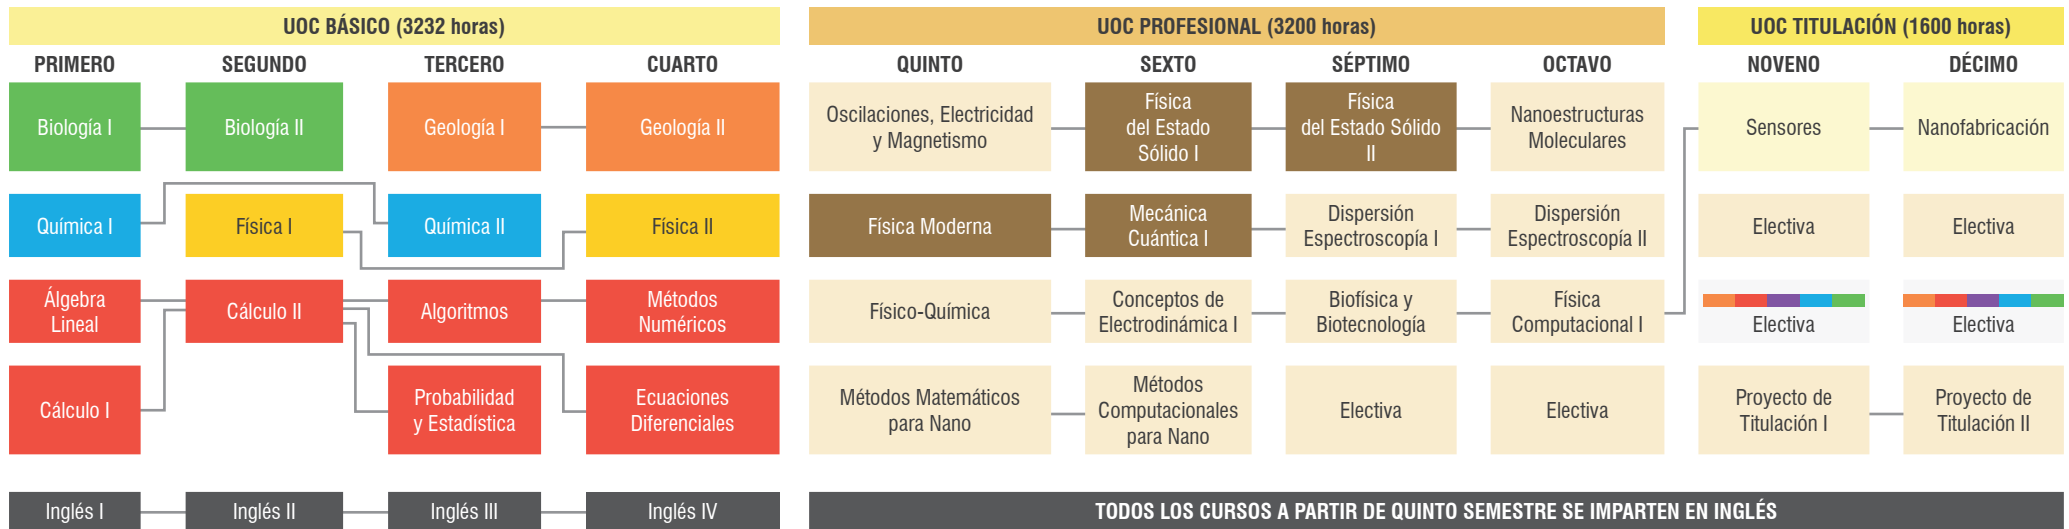 UOC BÁSICO (3232 horas)
UOC PROFESIONAL (3200 horas)
UOC TITULACIÓN (1600 horas)
PRIMERO
SEGUNDO
TERCERO
CUARTO
QUINTO
SEXTO
SÉPTIMO
OCTAVO
NOVENO
DÉCIMO
Biología I
Biología II
Geología I
Geología II
Oscilaciones, Electricidad
y Magnetismo
Física
del Estado
Sólido I
Física
del Estado Sólido
II
Nanoestructuras
Moleculares
Sensores
Nanofabricación
Química I
Física I
Química II
Física II
Física Moderna
Mecánica
Cuántica I
Dispersión
Espectroscopía I
Dispersión
Espectroscopía II
Electiva
Electiva
Álgebra
Lineal
Cálculo II
Algoritmos
Métodos
Numéricos
Físico-Química
Conceptos de
Electrodinámica I
Biofísica y
Biotecnología
Física
Computacional I
Electiva
Electiva
Cálculo I
Probabilidad
y Estadística
Ecuaciones
Diferenciales
Métodos Matemáticos
para Nano
Métodos
Computacionales
para Nano
Electiva
Electiva
Proyecto de
Titulación I
Proyecto de
Titulación II
Inglés I
Inglés II
Inglés III
Inglés IV
TODOS LOS CURSOS A PARTIR DE QUINTO SEMESTRE SE IMPARTEN EN INGLÉS